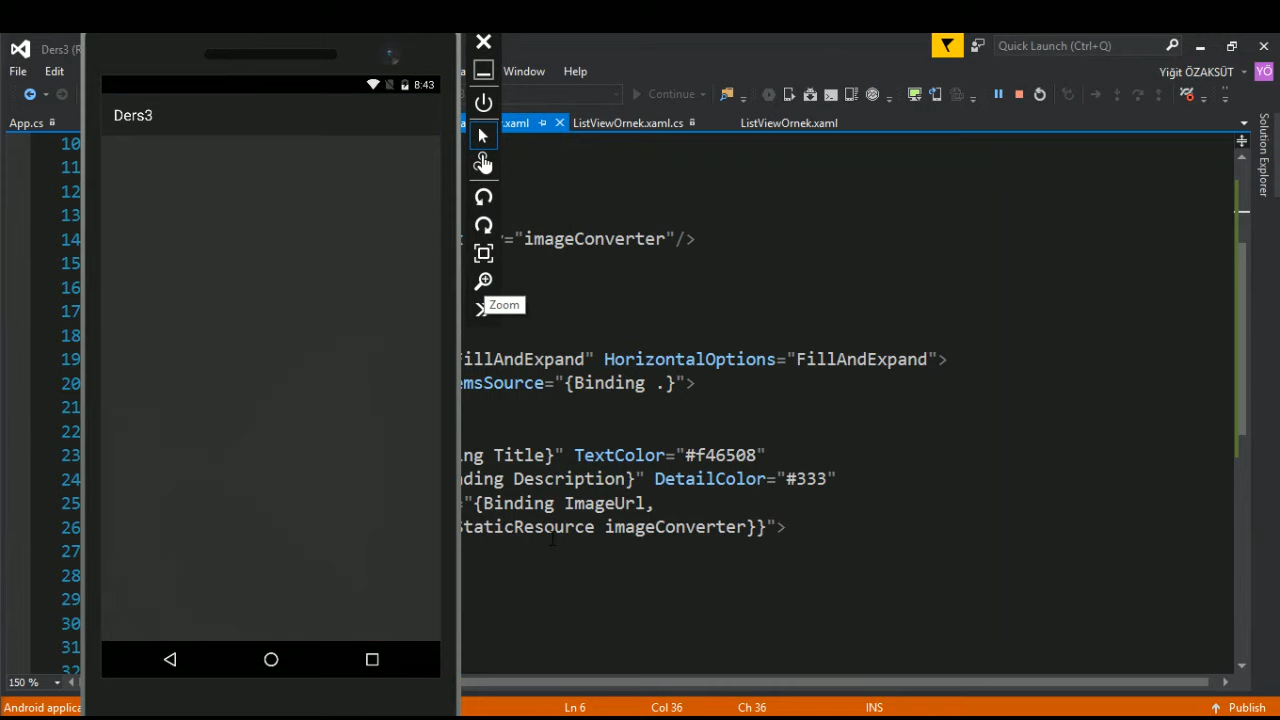 Ders3 (R
Quick Launch (Ctrl+Q)
File Edit Window Help
Yiğit ÖZAKSÜT YÖ
Continue
App.cs .xaml ListViewOrnek.xaml.cs ListViewOrnek.xaml
Solution Explorer
8:43
Ders3
Zoom
10
11
12
13
14 ="imageConverter"/>
15
16
17
18
19 FillAndExpand" HorizontalOptions="FillAndExpand">
20 emsSource="{Binding .}">
21
22
23 ing Title}" TextColor="#f46508"
24 nding Description}" DetailColor="#333"
25 ="{Binding ImageUrl,
26 StaticResource imageConverter}}">
27
28
29
30
31
32
150 %
Android applica Ln 6 Col 36 Ch 36 INS Publish